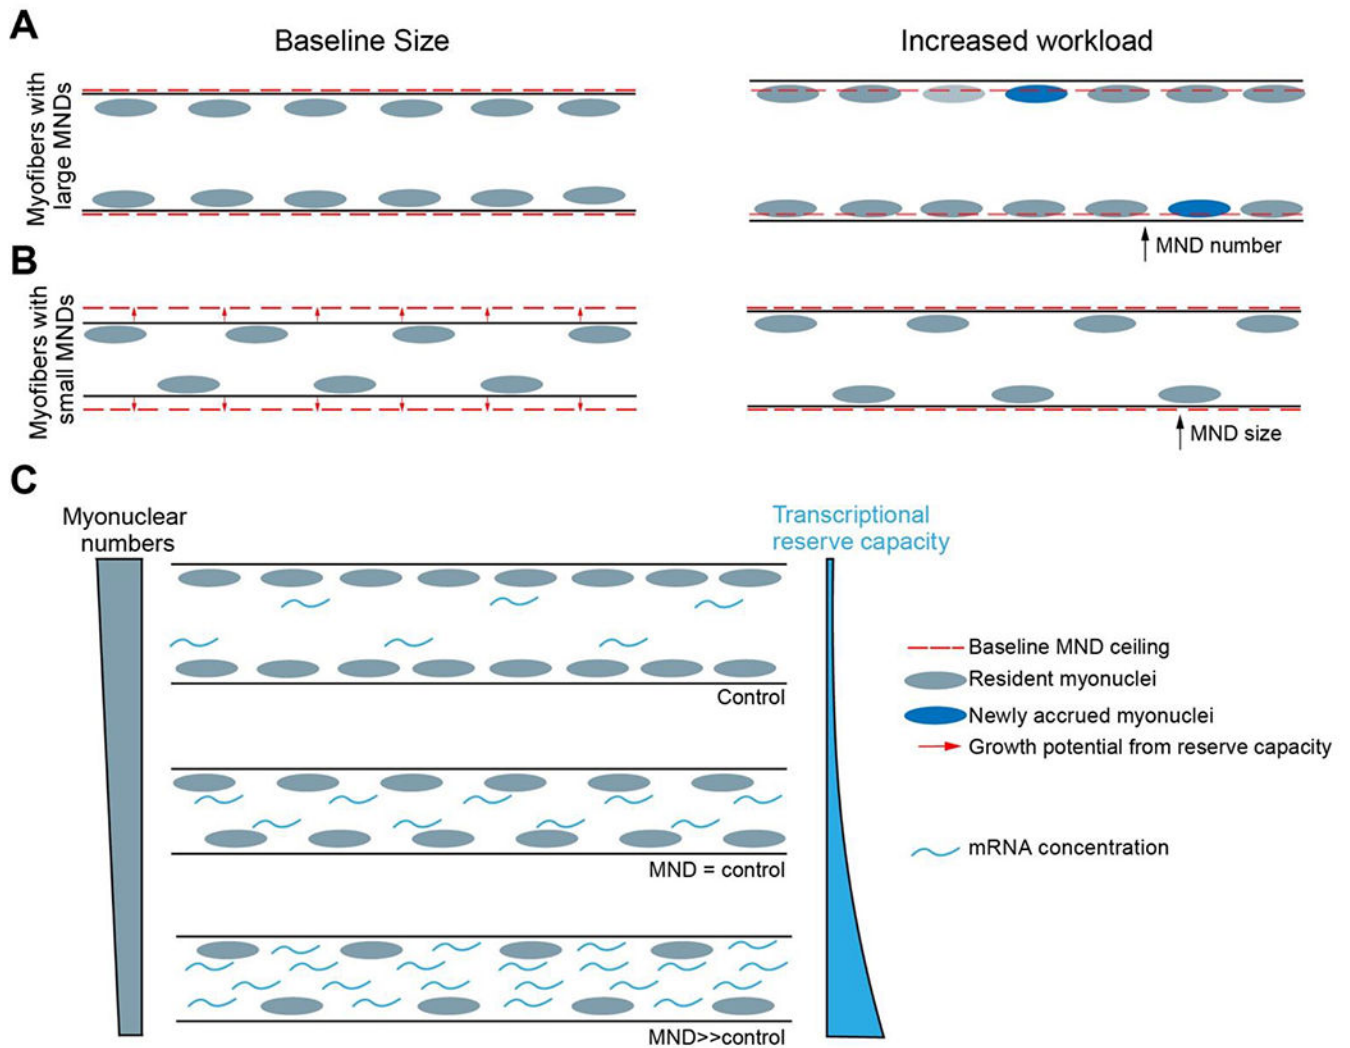 A
Baseline Size
Increased workload
Myofibers with
large MNDs
MND number
B
Myofibers with
small MNDs
MND size
C
Myonuclear
numbers
Transcriptional
reserve capacity
Control
MND = control
MND>>control
Baseline MND ceiling
Resident myonuclei
Newly accrued myonuclei
Growth potential from reserve capacity
mRNA concentration